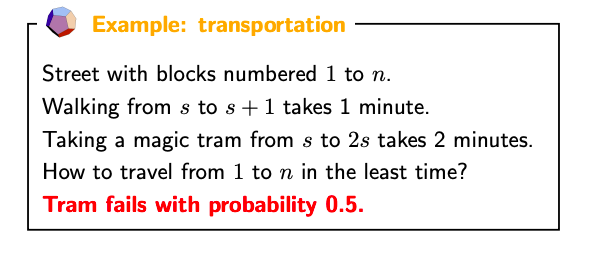 Example: transportation
Street with blocks numbered 1 to n.
Walking from s to s + 1 takes 1 minute.
Taking a magic tram from s to 2s takes 2 minutes.
How to travel from 1 to n in the least time?
Tram fails with probability 0.5.